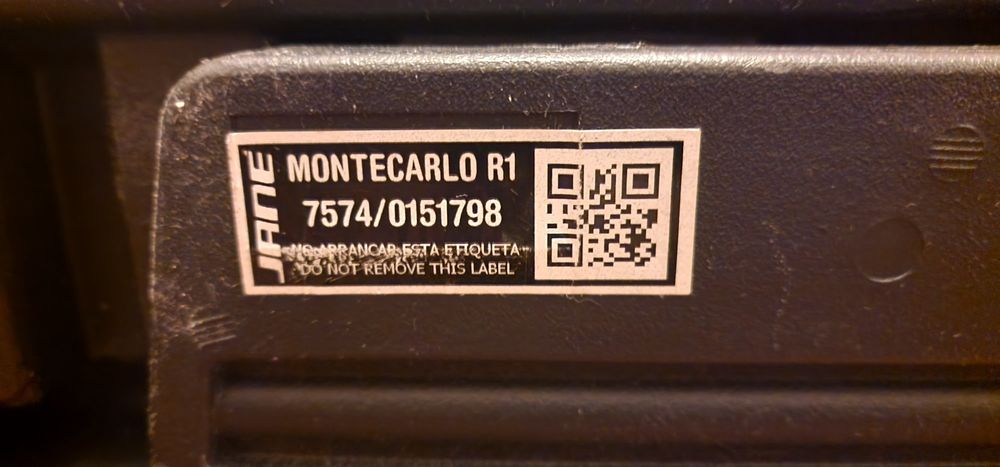 JANE
MONTECARLO R1
7574/0151798
NO ARRANCAR ESTA ETIQUETA
DO NOT REMOVE THIS LABEL